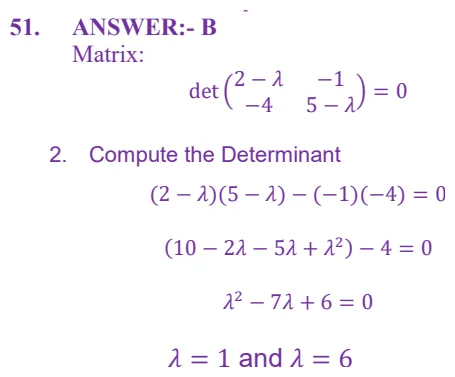 51. ANSWER:- B
Matrix:
det (2 − λ −1
−4 5 − λ) = 0
2. Compute the Determinant
(2 − λ)(5 − λ) − (−1)(−4) = 0
(10 − 2λ − 5λ + λ²) − 4 = 0
λ² − 7λ + 6 = 0
λ = 1 and λ = 6